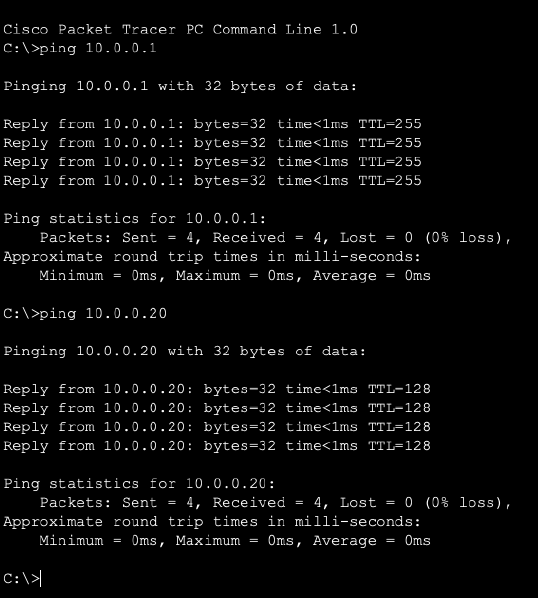 Cisco Packet Tracer PC Command Line 1.0
C:\>ping 10.0.0.1
Pinging 10.0.0.1 with 32 bytes of data:
Reply from 10.0.0.1: bytes=32 time<1ms TTL=255
Reply from 10.0.0.1: bytes=32 time<1ms TTL=255
Reply from 10.0.0.1: bytes=32 time<1ms TTL=255
Reply from 10.0.0.1: bytes=32 time<1ms TTL=255
Ping statistics for 10.0.0.1:
    Packets: Sent = 4, Received = 4, Lost = 0 (0% loss),
Approximate round trip times in milli-seconds:
    Minimum = 0ms, Maximum = 0ms, Average = 0ms
C:\>ping 10.0.0.20
Pinging 10.0.0.20 with 32 bytes of data:
Reply from 10.0.0.20: bytes=32 time<1ms TTL=128
Reply from 10.0.0.20: bytes=32 time<1ms TTL=128
Reply from 10.0.0.20: bytes=32 time<1ms TTL=128
Reply from 10.0.0.20: bytes=32 time<1ms TTL=128
Ping statistics for 10.0.0.20:
    Packets: Sent = 4, Received = 4, Lost = 0 (0% loss),
Approximate round trip times in milli-seconds:
    Minimum = 0ms, Maximum = 0ms, Average = 0ms
C:\>